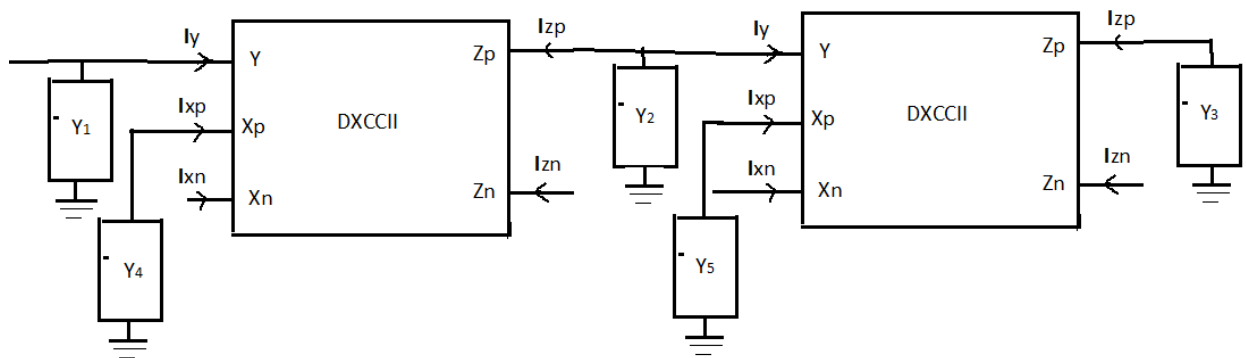 Iy
Y
Zp
Izp
Y1
Ixp
Xp
DXCCII
Ixn
Xn
Zn
Izn
Y4
Iy
Y
Zp
Izp
Y2
Ixp
Xp
DXCCII
Y3
Ixn
Xn
Zn
Izn
Y5